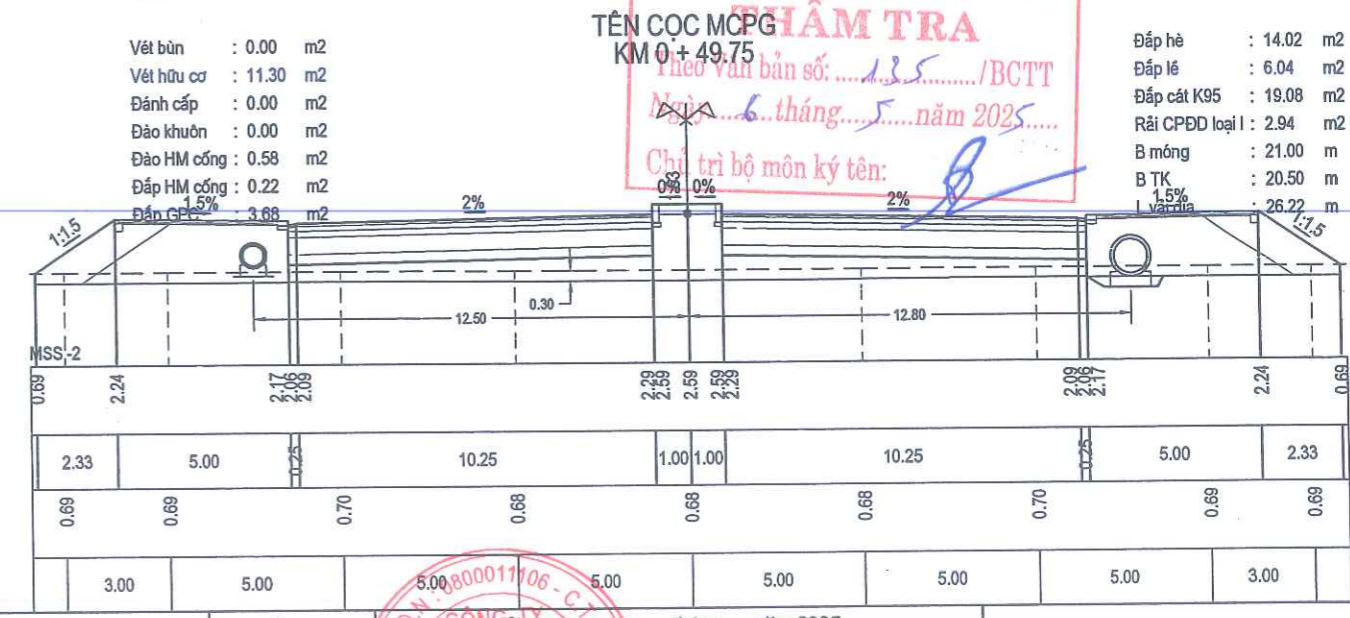 TÊN CỌC MCPG
KM 0 + 49.75
THẨM TRA
Theo văn bản số: ....135......../BCTT
Ngày....6..tháng....5....năm 2025.....
Chủ trì bộ môn ký tên:
Vét bùn : 0.00 m2
Vét hữu cơ : 11.30 m2
Đánh cấp : 0.00 m2
Đào khuôn : 0.00 m2
Đào HM cống : 0.58 m2
Đắp HM cống : 0.22 m2
Đắp GPC : 3.68 m2
Đắp hè : 14.02 m2
Đắp lề : 6.04 m2
Đắp cát K95 : 19.08 m2
Rải CPĐD loại I : 2.94 m2
B móng : 21.00 m
B TK : 20.50 m
L vải địa : 26.22 m
1:1.5 1.5% 2% 0% 0% 2% 1.5% 1:1.5
0.30
12.50 12.80
MSS -2
0.69 2.24 2.17 2.06 2.09 2.29 2.59 2.59 2.59 2.29 2.09 2.06 2.17 2.24 0.69
2.33 5.00 0.25 10.25 1.00 1.00 10.25 0.25 5.00 2.33
0.69 0.69 0.70 0.68 0.68 0.68 0.70 0.69 0.69
3.00 5.00 5.00 5.00 5.00 5.00 5.00 3.00
0800011106 - C.T
CÔNG TY